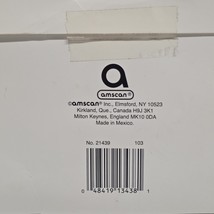 amscan®
©amscan® Inc., Elmsford, NY 10523
Kirkland, Que., Canada H9J 3K1
Milton Keynes, England MK10 0DA
Made in Mexico.
No. 21439 103
0 48419 13438 1